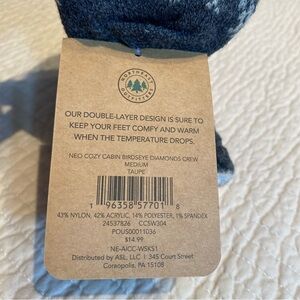 NORTHEAST
OUTFITTERS
OUR DOUBLE-LAYER DESIGN IS SURE TO
KEEP YOUR FEET COMFY AND WARM
WHEN THE TEMPERATURE DROPS.
NEO COZY CABIN BIRDSEYE DIAMONDS CREW
MEDIUM
TAUPE
1 96358 57701 8
43% NYLON, 42% ACRYLIC, 14% POLYESTER, 1% SPANDEX
24537826 CCSW304
POUS00011036
$14.99
NE-AICC-WSKS1
Distributed by ASL, LLC | 345 Court Street
Coraopolis, PA 15108